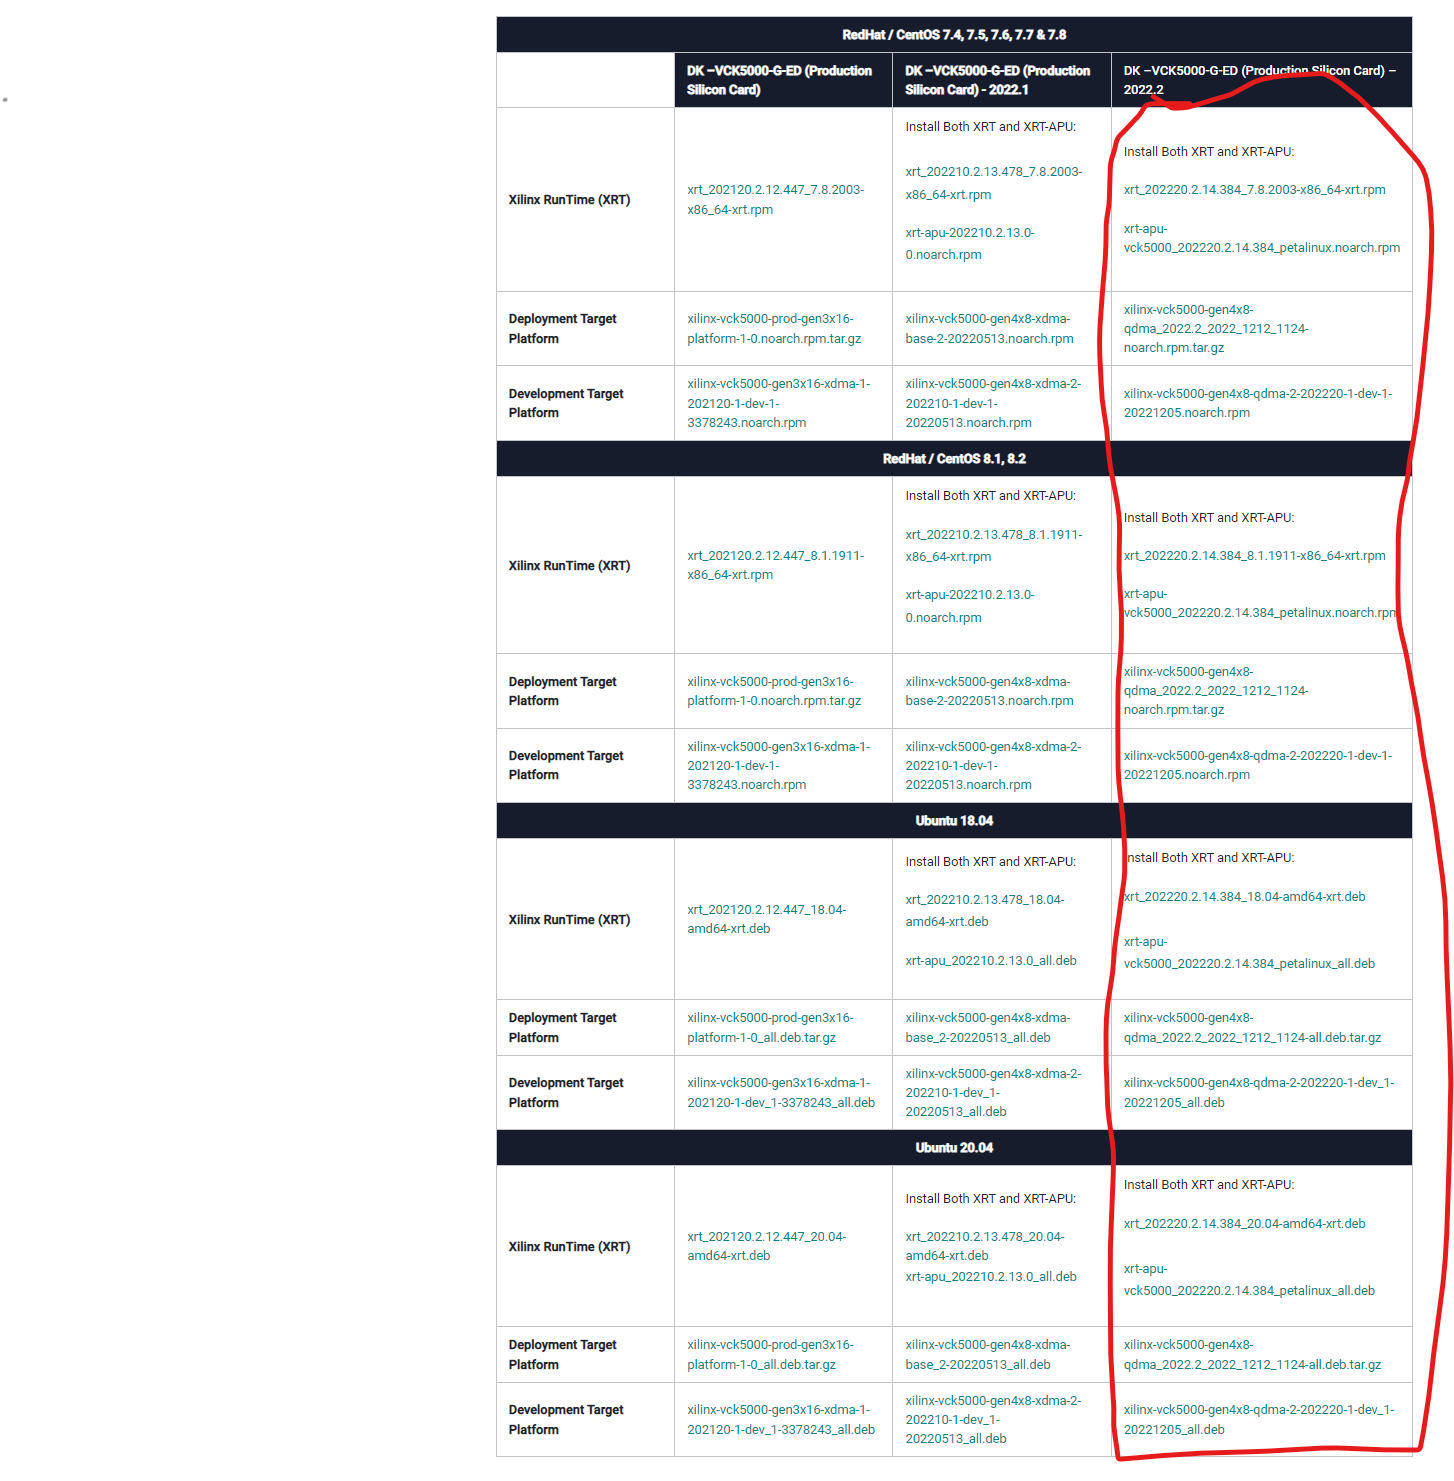 RedHat / CentOS 7.4, 7.5, 7.6, 7.7 & 7.8
DK –VCK5000-G-ED (Production
Silicon Card)
DK –VCK5000-G-ED (Production
Silicon Card) - 2022.1
DK –VCK5000-G-ED (Production Silicon Card) –
2022.2
Xilinx RunTime (XRT)
xrt_202120.2.12.447_7.8.2003-
x86_64-xrt.rpm
Install Both XRT and XRT-APU:
xrt_202210.2.13.478_7.8.2003-
x86_64-xrt.rpm
xrt-apu-202210.2.13.0-
0.noarch.rpm
Install Both XRT and XRT-APU:
xrt_202220.2.14.384_7.8.2003-x86_64-xrt.rpm
xrt-apu-
vck5000_202220.2.14.384_petalinux.noarch.rpm
Deployment Target
Platform
xilinx-vck5000-prod-gen3x16-
platform-1-0.noarch.rpm.tar.gz
xilinx-vck5000-gen4x8-xdma-
base-2-20220513.noarch.rpm
xilinx-vck5000-gen4x8-
qdma_2022.2_2022_1212_1124-
noarch.rpm.tar.gz
Development Target
Platform
xilinx-vck5000-gen3x16-xdma-1-
202120-1-dev-1-
3378243.noarch.rpm
xilinx-vck5000-gen4x8-xdma-2-
202210-1-dev-1-
20220513.noarch.rpm
xilinx-vck5000-gen4x8-qdma-2-202220-1-dev-1-
20221205.noarch.rpm
RedHat / CentOS 8.1, 8.2
Xilinx RunTime (XRT)
xrt_202120.2.12.447_8.1.1911-
x86_64-xrt.rpm
Install Both XRT and XRT-APU:
xrt_202210.2.13.478_8.1.1911-
x86_64-xrt.rpm
xrt-apu-202210.2.13.0-
0.noarch.rpm
Install Both XRT and XRT-APU:
xrt_202220.2.14.384_8.1.1911-x86_64-xrt.rpm
xrt-apu-
vck5000_202220.2.14.384_petalinux.noarch.rpm
Deployment Target
Platform
xilinx-vck5000-prod-gen3x16-
platform-1-0.noarch.rpm.tar.gz
xilinx-vck5000-gen4x8-xdma-
base-2-20220513.noarch.rpm
xilinx-vck5000-gen4x8-
qdma_2022.2_2022_1212_1124-
noarch.rpm.tar.gz
Development Target
Platform
xilinx-vck5000-gen3x16-xdma-1-
202120-1-dev-1-
3378243.noarch.rpm
xilinx-vck5000-gen4x8-xdma-2-
202210-1-dev-1-
20220513.noarch.rpm
xilinx-vck5000-gen4x8-qdma-2-202220-1-dev-1-
20221205.noarch.rpm
Ubuntu 18.04
Xilinx RunTime (XRT)
xrt_202120.2.12.447_18.04-
amd64-xrt.deb
Install Both XRT and XRT-APU:
xrt_202210.2.13.478_18.04-
amd64-xrt.deb
xrt-apu_202210.2.13.0_all.deb
Install Both XRT and XRT-APU:
xrt_202220.2.14.384_18.04-amd64-xrt.deb
xrt-apu-
vck5000_202220.2.14.384_petalinux_all.deb
Deployment Target
Platform
xilinx-vck5000-prod-gen3x16-
platform-1-0_all.deb.tar.gz
xilinx-vck5000-gen4x8-xdma-
base_2-20220513_all.deb
xilinx-vck5000-gen4x8-
qdma_2022.2_2022_1212_1124-all.deb.tar.gz
Development Target
Platform
xilinx-vck5000-gen3x16-xdma-1-
202120-1-dev_1-3378243_all.deb
xilinx-vck5000-gen4x8-xdma-2-
202210-1-dev_1-
20220513_all.deb
xilinx-vck5000-gen4x8-qdma-2-202220-1-dev_1-
20221205_all.deb
Ubuntu 20.04
Xilinx RunTime (XRT)
xrt_202120.2.12.447_20.04-
amd64-xrt.deb
Install Both XRT and XRT-APU:
xrt_202210.2.13.478_20.04-
amd64-xrt.deb
xrt-apu_202210.2.13.0_all.deb
Install Both XRT and XRT-APU:
xrt_202220.2.14.384_20.04-amd64-xrt.deb
xrt-apu-
vck5000_202220.2.14.384_petalinux_all.deb
Deployment Target
Platform
xilinx-vck5000-prod-gen3x16-
platform-1-0_all.deb.tar.gz
xilinx-vck5000-gen4x8-xdma-
base_2-20220513_all.deb
xilinx-vck5000-gen4x8-
qdma_2022.2_2022_1212_1124-all.deb.tar.gz
Development Target
Platform
xilinx-vck5000-gen3x16-xdma-1-
202120-1-dev_1-3378243_all.deb
xilinx-vck5000-gen4x8-xdma-2-
202210-1-dev_1-
20220513_all.deb
xilinx-vck5000-gen4x8-qdma-2-202220-1-dev_1-
20221205_all.deb